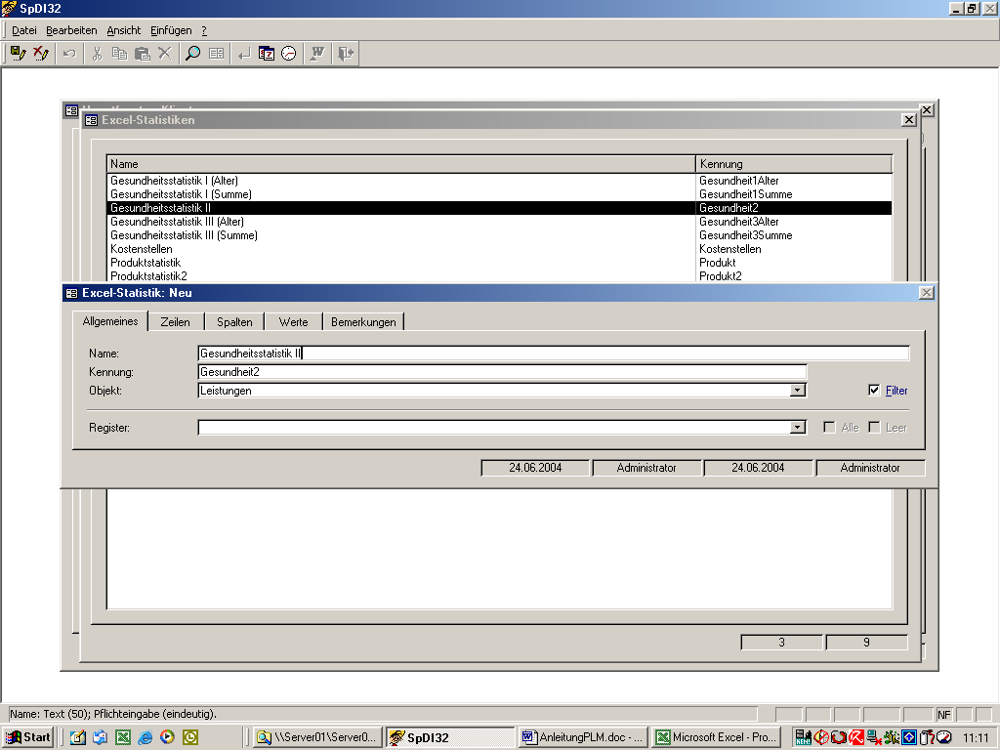 SpDI32
Datei Bearbeiten Ansicht Einfügen ?
Excel-Statistiken
Name Kennung
Gesundheitsstatistik I (Alter) Gesundheit1Alter
Gesundheitsstatistik I (Summe) Gesundheit1Summe
Gesundheitsstatistik II Gesundheit2
Gesundheitsstatistik III (Alter) Gesundheit3Alter
Gesundheitsstatistik III (Summe) Gesundheit3Summe
Kostenstellen Kostenstellen
Produktstatistik Produkt
Produktstatistik2 Produkt2
Excel-Statistik: Neu
Allgemeines Zeilen Spalten Werte Bemerkungen
Name: Gesundheitsstatistik II
Kennung: Gesundheit2
Objekt: Leistungen Filter
Register: Alle Leer
24.06.2004 Administrator 24.06.2004 Administrator
3 9
Name: Text (50); Pflichteingabe (eindeutig). NF
Start \\Server01\Server0... SpDI32 AnleitungPLM.doc - ... Microsoft Excel - Pro... 11:11